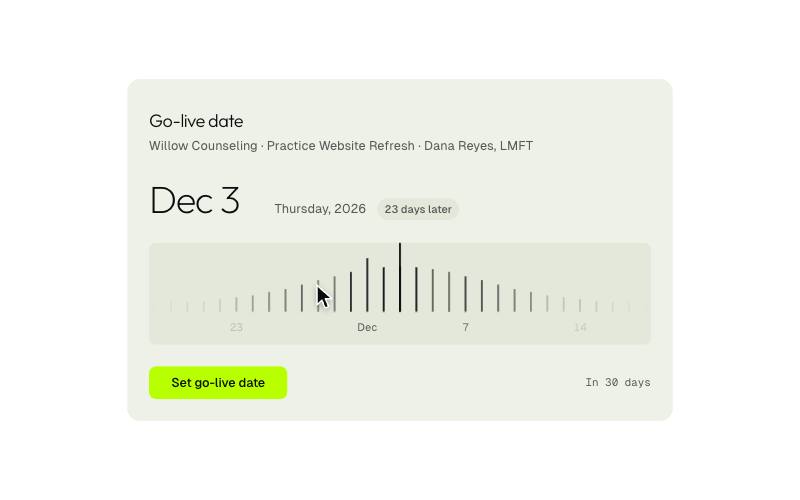 Go-live date
Willow Counseling · Practice Website Refresh · Dana Reyes, LMFT
Dec 3 Thursday, 2026 23 days later
23 Dec 7 14
Set go-live date In 30 days